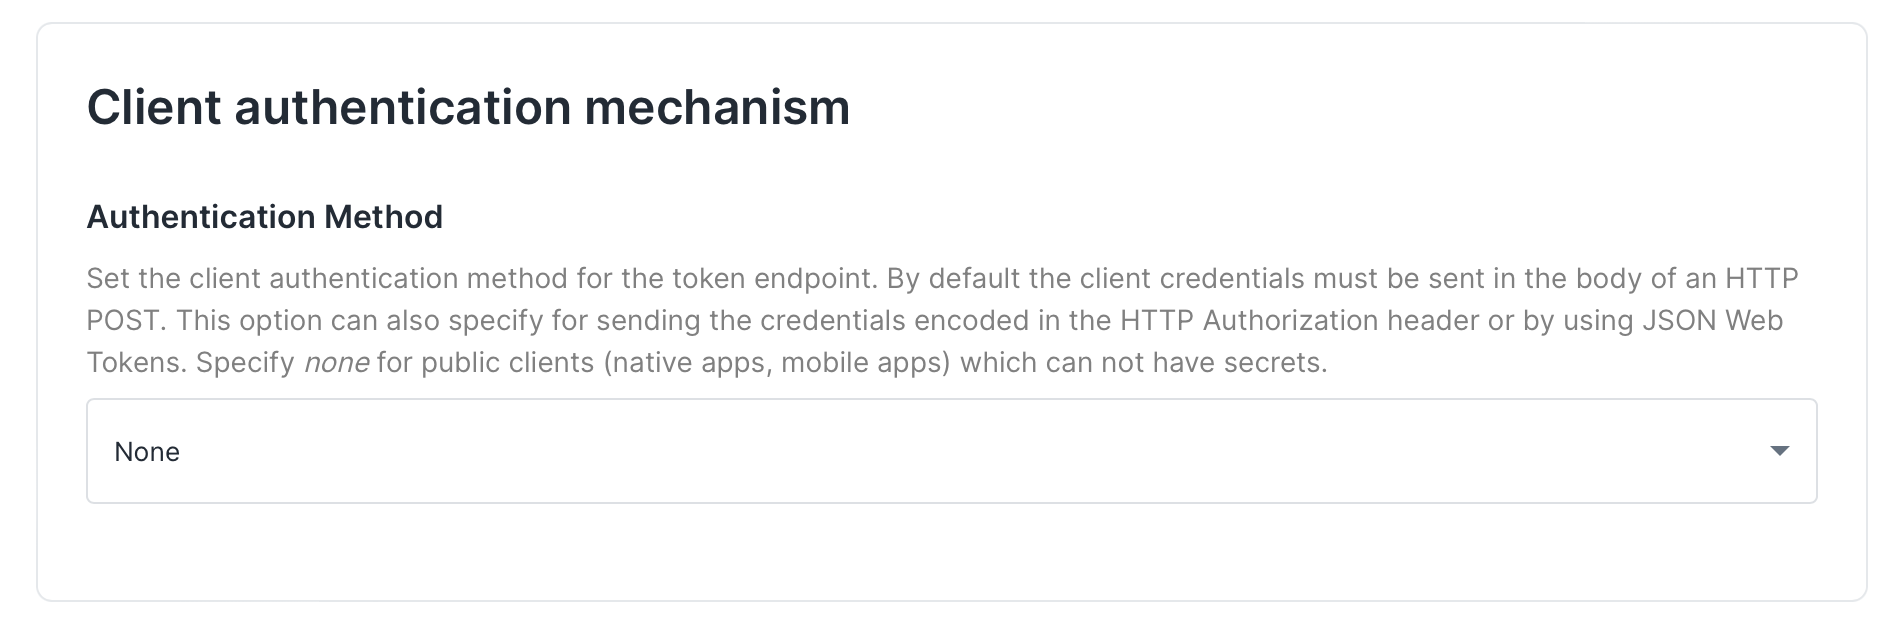 Client authentication mechanism
Authentication Method
Set the client authentication method for the token endpoint. By default the client credentials must be sent in the body of an HTTP
POST. This option can also specify for sending the credentials encoded in the HTTP Authorization header or by using JSON Web
Tokens. Specify none for public clients (native apps, mobile apps) which can not have secrets.
None